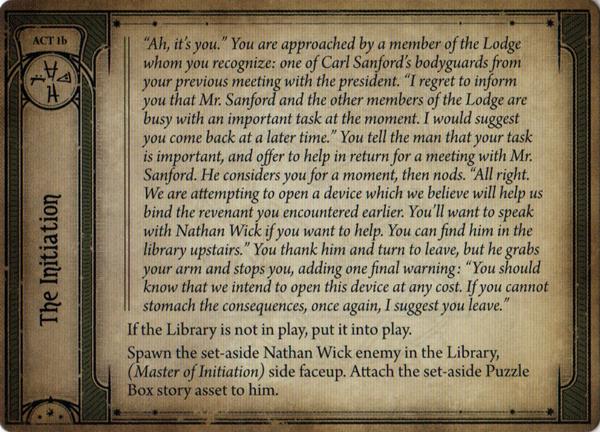 ACT 1b
The Initiation
“Ah, it’s you.” You are approached by a member of the Lodge
whom you recognize: one of Carl Sanford’s bodyguards from
your previous meeting with the president. “I regret to inform
you that Mr. Sanford and the other members of the Lodge are
busy with an important task at the moment. I would suggest
you come back at a later time.” You tell the man that your task
is important, and offer to help in return for a meeting with Mr.
Sanford. He considers you for a moment, then nods. “All right.
We are attempting to open a device which we believe will help us
bind the revenant you encountered earlier. You’ll want to speak
with Nathan Wick if you want to help. You can find him in the
library upstairs.” You thank him and turn to leave, but he grabs
your arm and stops you, adding one final warning: “You should
know that we intend to open this device at any cost. If you cannot
stomach the consequences, once again, I suggest you leave.”
If the Library is not in play, put it into play.
Spawn the set-aside Nathan Wick enemy in the Library,
(Master of Initiation) side faceup. Attach the set-aside Puzzle
Box story asset to him.